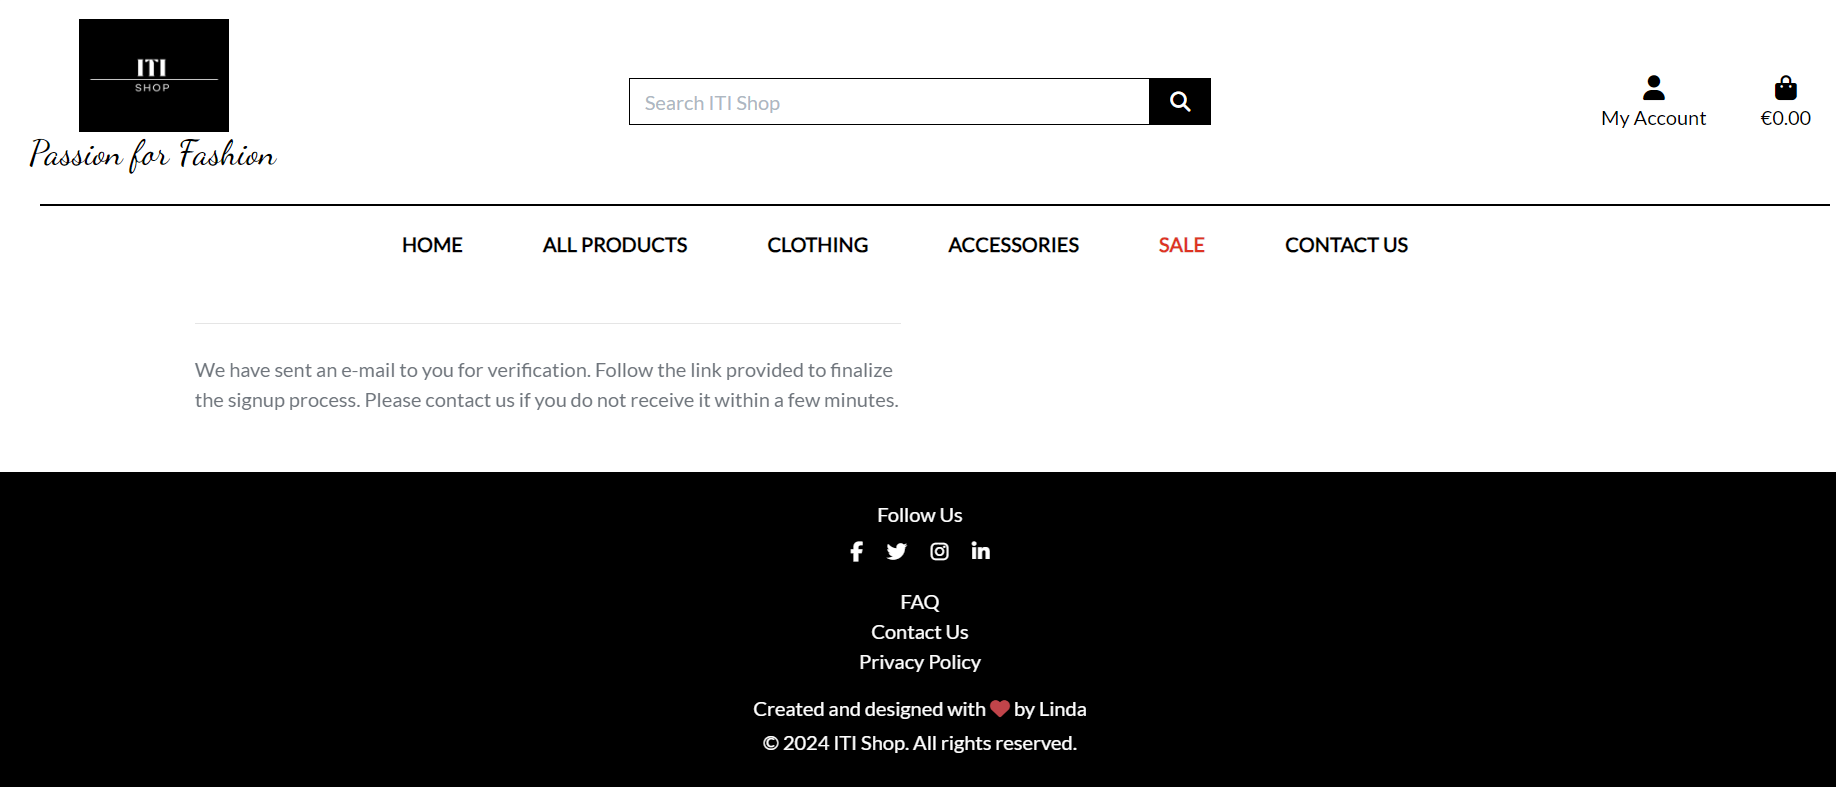 ITI
SHOP
Passion for Fashion
Search ITI Shop
My Account
€0.00
HOME
ALL PRODUCTS
CLOTHING
ACCESSORIES
SALE
CONTACT US
We have sent an e-mail to you for verification. Follow the link provided to finalize
the signup process. Please contact us if you do not receive it within a few minutes.
Follow Us
FAQ
Contact Us
Privacy Policy
Created and designed with ❤ by Linda
© 2024 ITI Shop. All rights reserved.